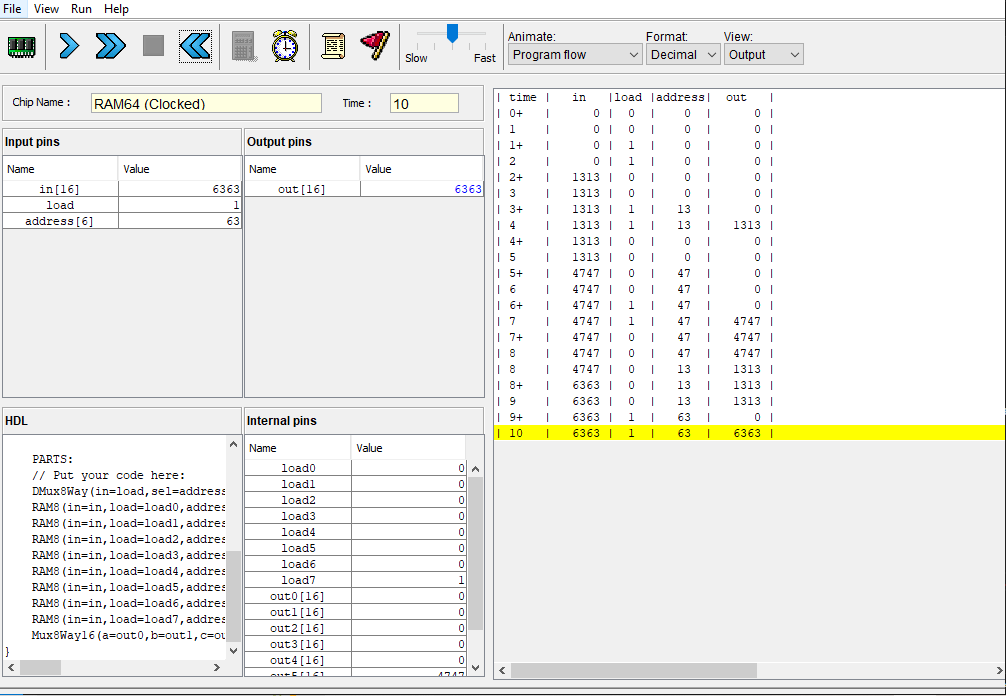 File View Run Help
Animate: Format: View:
Slow Fast Program flow Decimal Output
Chip Name : RAM64 (Clocked) Time : 10
Input pins
Name Value
in[16] 6363
load 1
address[6] 63
Output pins
Name Value
out[16] 6363
HDL
PARTS:
// Put your code here:
DMux8Way(in=load,sel=address
RAM8(in=in,load=load0,addres
RAM8(in=in,load=load1,addres
RAM8(in=in,load=load2,addres
RAM8(in=in,load=load3,addres
RAM8(in=in,load=load4,addres
RAM8(in=in,load=load5,addres
RAM8(in=in,load=load6,addres
RAM8(in=in,load=load7,addres
Mux8Way16(a=out0,b=out1,c=ou
}
Internal pins
Name Value
load0 0
load1 0
load2 0
load3 0
load4 0
load5 0
load6 0
load7 1
out0[16] 0
out1[16] 0
out2[16] 0
out3[16] 0
out4[16] 0
out5[16] 4747
| time | in |load |address| out |
| 0+ | 0 | 0 | 0 | 0 |
| 1 | 0 | 0 | 0 | 0 |
| 1+ | 0 | 1 | 0 | 0 |
| 2 | 0 | 1 | 0 | 0 |
| 2+ | 1313 | 0 | 0 | 0 |
| 3 | 1313 | 0 | 0 | 0 |
| 3+ | 1313 | 1 | 13 | 0 |
| 4 | 1313 | 1 | 13 | 1313 |
| 4+ | 1313 | 0 | 0 | 0 |
| 5 | 1313 | 0 | 0 | 0 |
| 5+ | 4747 | 0 | 47 | 0 |
| 6 | 4747 | 0 | 47 | 0 |
| 6+ | 4747 | 1 | 47 | 0 |
| 7 | 4747 | 1 | 47 | 4747 |
| 7+ | 4747 | 0 | 47 | 4747 |
| 8 | 4747 | 0 | 47 | 4747 |
| 8 | 4747 | 0 | 13 | 1313 |
| 8+ | 6363 | 0 | 13 | 1313 |
| 9 | 6363 | 0 | 13 | 1313 |
| 9+ | 6363 | 1 | 63 | 0 |
| 10 | 6363 | 1 | 63 | 6363 |